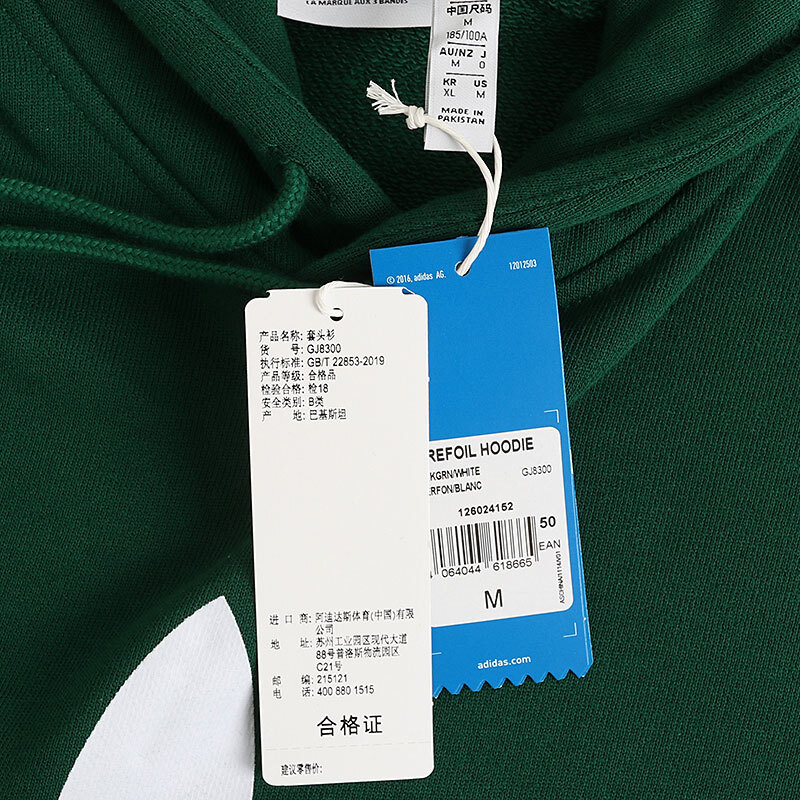 LA MARQUE AUX 3 BANDES
中国尺码
M
185/100A
AU/NZ J
M O
KR US
XL M
MADE IN
PAKISTAN
© 2016, adidas AG. 12012503
产品名称: 套头衫
货 号: GJ8300
执行标准: GB/T 22853-2019
产品等级: 合格品
检验合格: 检18
安全类别: B类
产 地: 巴基斯坦
进 口 商: 阿迪达斯体育(中国)有限
公司
地 址: 苏州工业园区现代大道
88号普洛斯物流园区
C21号
邮 编: 215121
电 话: 400 880 1515
合格证
建议零售价:
REFOIL HOODIE
KGRN/WHITE GJ8300
ERFON/BLANC
126024152
50
EAN
064044 618665
M
adidas.com